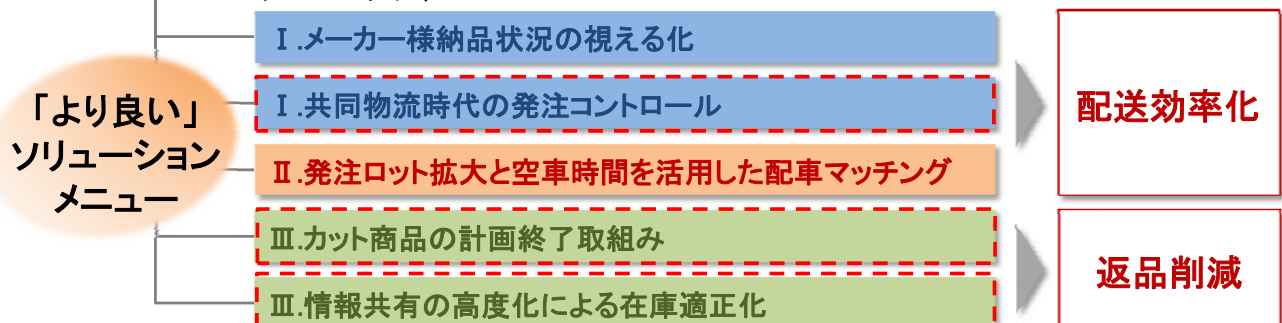 Ⅰ.メーカー様納品状況の視える化
Ⅰ.共同物流時代の発注コントロール
Ⅱ.発注ロット拡大と空車時間を活用した配車マッチング
Ⅲ.カット商品の計画終了取組み
Ⅲ.情報共有の高度化による在庫適正化
「より良い」
ソリューション
メニュー
配送効率化
返品削減